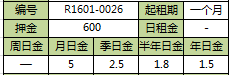 编号 R1601-0026 起租期 一个月
押金 600 日租金 -
周日金 月日金 季日金 半年日金 年日金
— 5 2.5 1.8 1.5